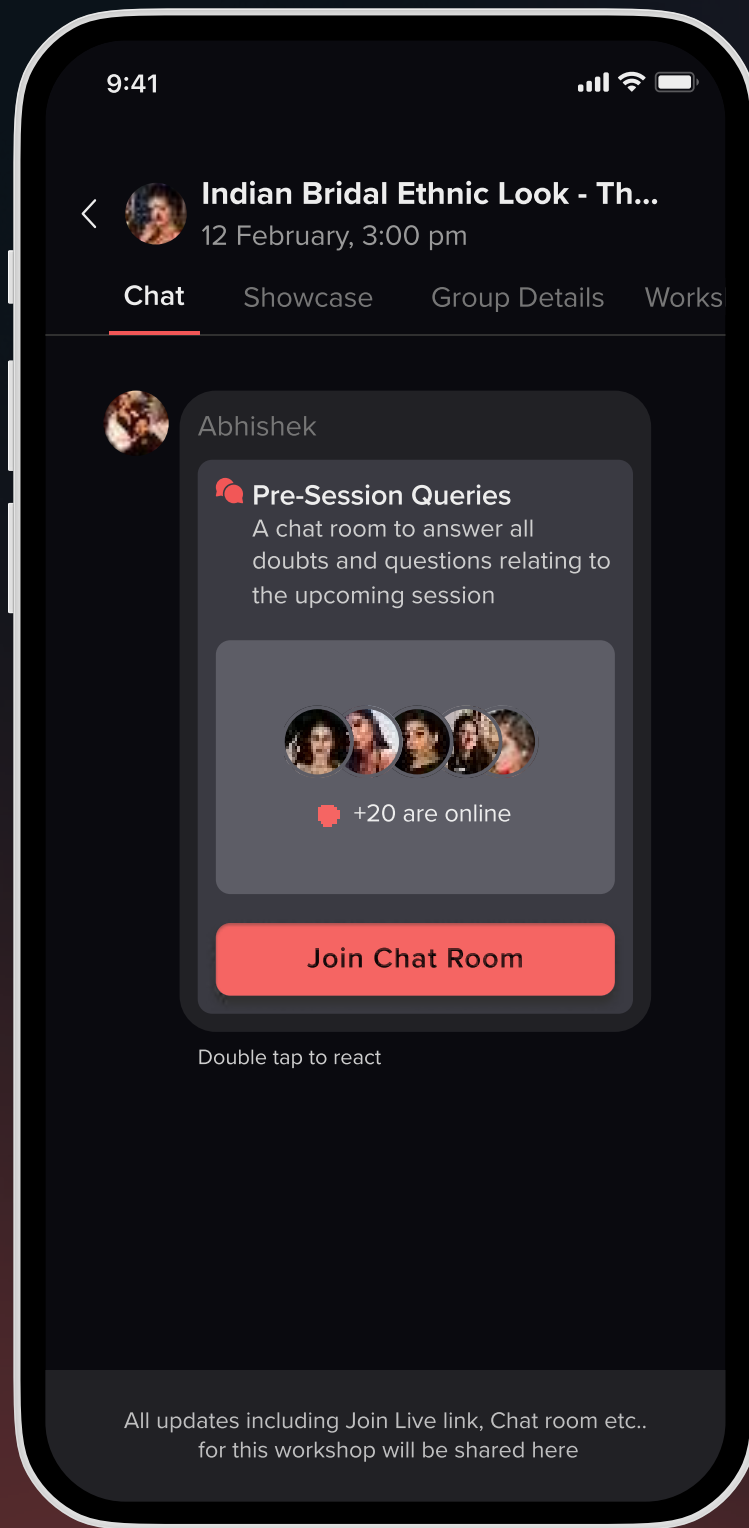 9:41
Indian Bridal Ethnic Look - Th...
12 February, 3:00 pm
Chat Showcase Group Details Works
Abhishek
Pre-Session Queries
A chat room to answer all
doubts and questions relating to
the upcoming session
+20 are online
Join Chat Room
Double tap to react
All updates including Join Live link, Chat room etc..
for this workshop will be shared here